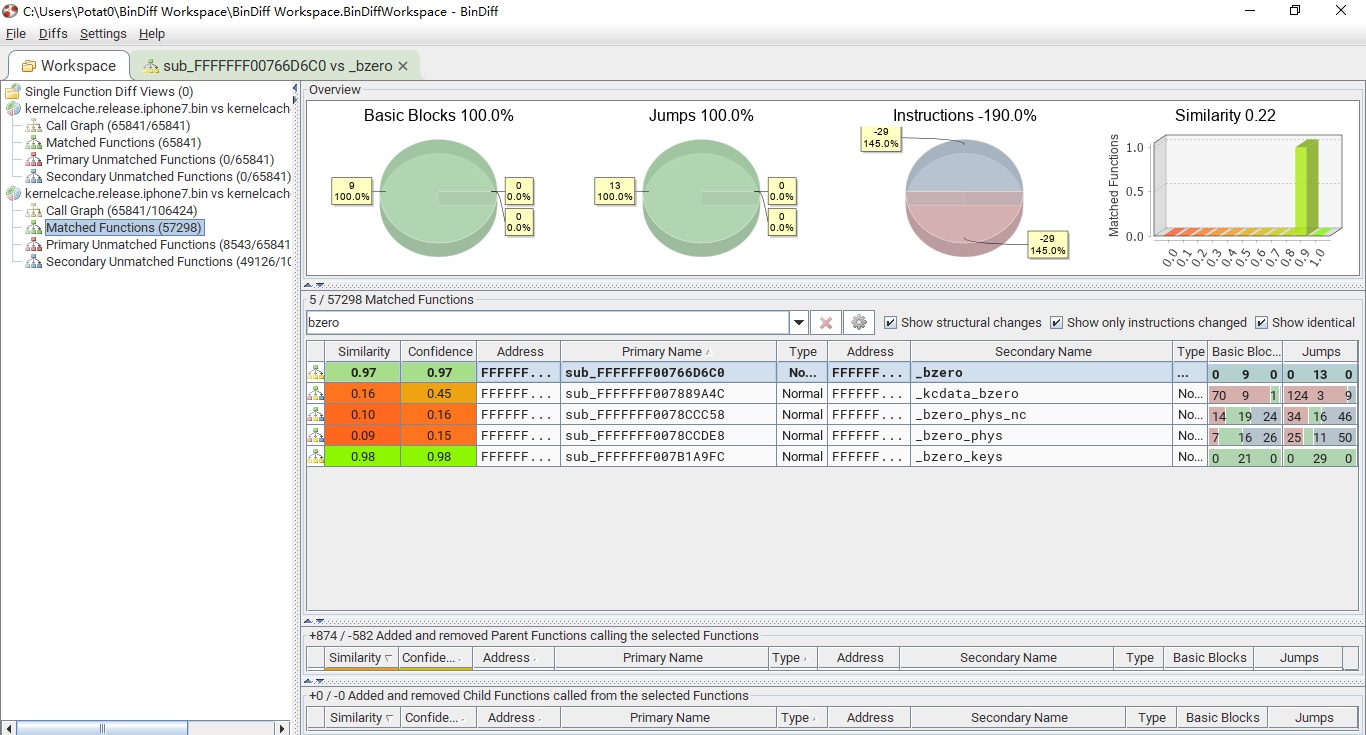 C:\Users\Potat0\BinDiff Workspace\BinDiff Workspace.BinDiffWorkspace - BinDiff
File Diffs Settings Help
Workspace sub_FFFFFFF00766D6C0 vs _bzero
Single Function Diff Views (0)
kernelcache.release.iphone7.bin vs kernelcach
Call Graph (65841/65841)
Matched Functions (65841)
Primary Unmatched Functions (0/65841)
Secondary Unmatched Functions (0/65841)
kernelcache.release.iphone7.bin vs kernelcach
Call Graph (65841/106424)
Matched Functions (57298)
Primary Unmatched Functions (8543/65841
Secondary Unmatched Functions (49126/10
Overview
Basic Blocks 100.0%
9
100.0%
0
0.0%
0
0.0%
Jumps 100.0%
13
100.0%
0
0.0%
0
0.0%
Instructions -190.0%
-29
145.0%
-29
145.0%
Similarity 0.22
Matched Functions
1.0
0.5
0.0
0.0 0.1 0.2 0.3 0.4 0.5 0.6 0.7 0.8 0.9 1.0
5 / 57298 Matched Functions
bzero Show structural changes Show only instructions changed Show identical
Similarity Confidence Address Primary Name Type Address Secondary Name Type Basic Bloc... Jumps
0.97 0.97 FFFFFF... sub_FFFFFFF00766D6C0 No... FFFFFF... _bzero ... 0 9 0 0 13 0
0.16 0.45 FFFFFF... sub_FFFFFFF007889A4C Normal FFFFFF... _kcdata_bzero No... 70 9 1 124 3 9
0.10 0.16 FFFFFF... sub_FFFFFFF0078CCC58 Normal FFFFFF... _bzero_phys_nc No... 14 19 24 34 16 46
0.09 0.15 FFFFFF... sub_FFFFFFF0078CCDE8 Normal FFFFFF... _bzero_phys No... 7 16 26 25 11 50
0.98 0.98 FFFFFF... sub_FFFFFFF007B1A9FC Normal FFFFFF... _bzero_keys No... 0 21 0 0 29 0
+874 / -582 Added and removed Parent Functions calling the selected Functions
Similarity Confide... Address Primary Name Type Address Secondary Name Type Basic Blocks Jumps
+0 / -0 Added and removed Child Functions called from the selected Functions
Similarity Confide... Address Primary Name Type Address Secondary Name Type Basic Blocks Jumps